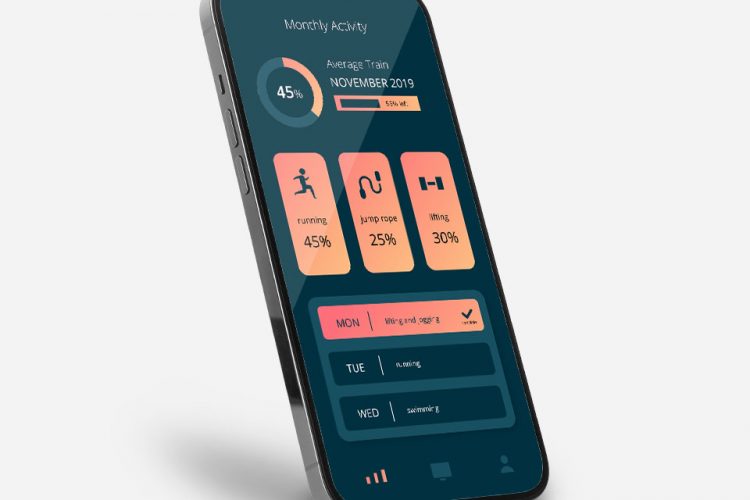 Monthly Activity
Average Train
45%
NOVEMBER 2019
55% left
running
jump rope
lifting
45%
25%
30%
MON
lifting and jogging
TUE
running
WED
swimming